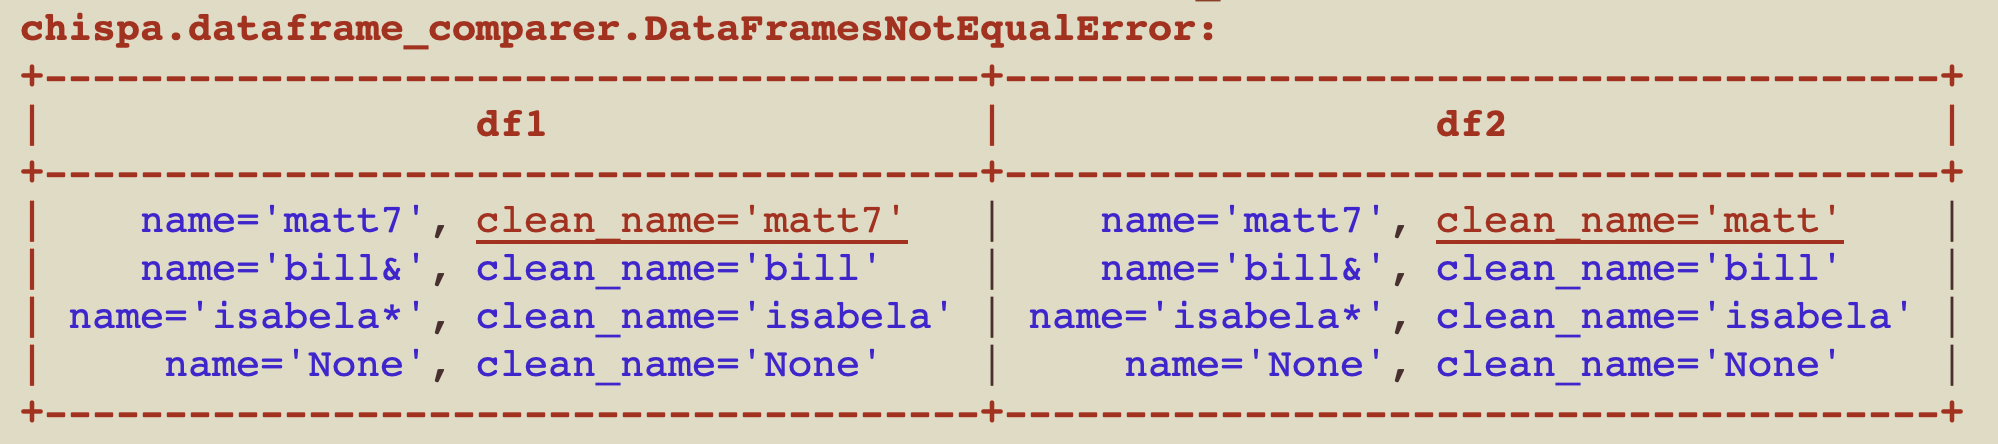 chispa.dataframe_comparer.DataFramesNotEqualError:
+---------------------------------------+---------------------------------------+
|                  df1                  |                  df2                  |
+---------------------------------------+---------------------------------------+
|    name='matt7', clean_name='matt7'   |    name='matt7', clean_name='matt'    |
|    name='bill&', clean_name='bill'    |    name='bill&', clean_name='bill'    |
| name='isabela*', clean_name='isabela' | name='isabela*', clean_name='isabela' |
|     name='None', clean_name='None'    |     name='None', clean_name='None'    |
+---------------------------------------+---------------------------------------+